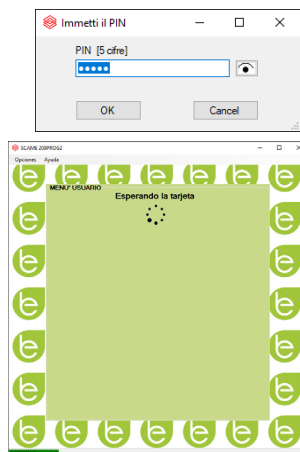 Immetti il PIN
PIN [5 cifre]
OK Cancel
SCAME 208PROG2
Opciones Ayuda
MENU' USUARIO
Esperando la tarjeta